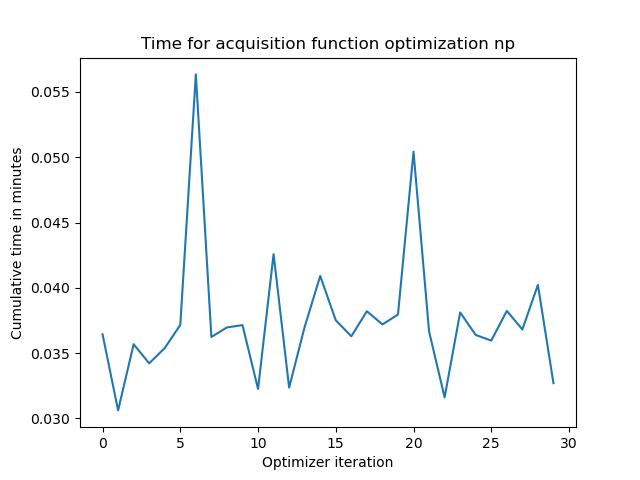 Time for acquisition function optimization np
Cumulative time in minutes
0.055
0.050
0.045
0.040
0.035
0.030
0 5 10 15 20 25 30
Optimizer iteration